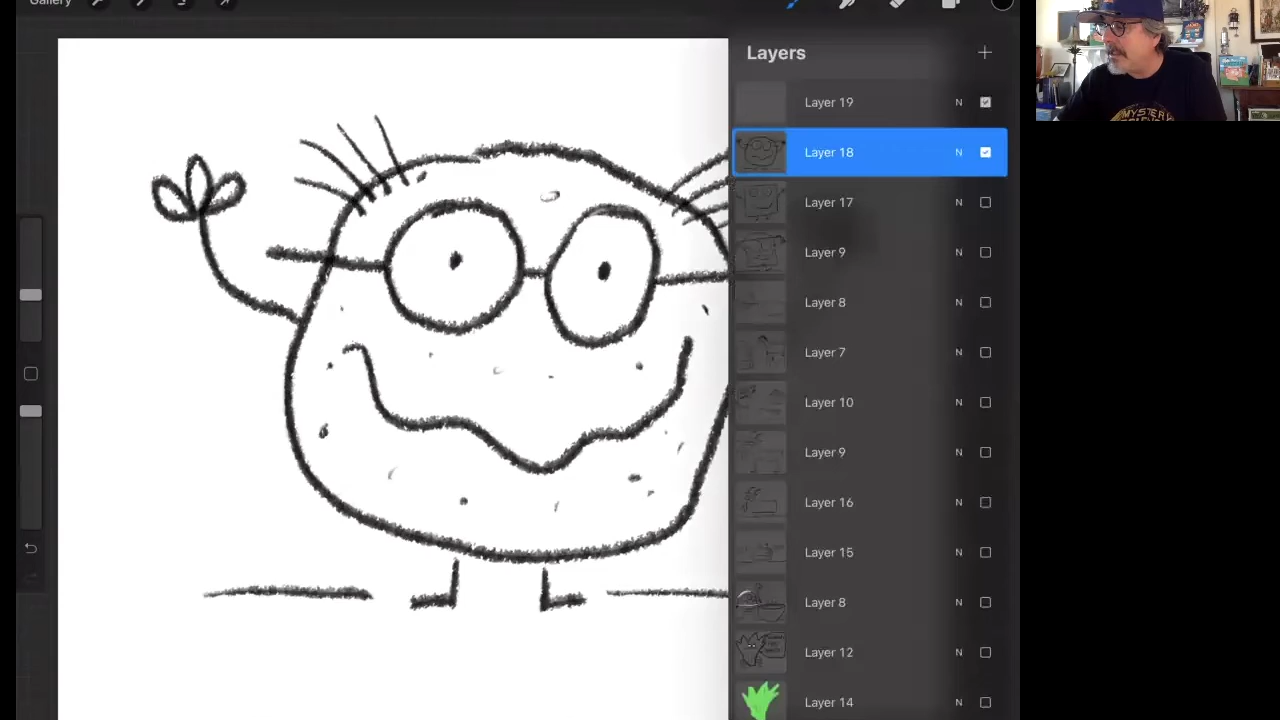 Gallery
Layers
Layer 19 N
Layer 18 N
Layer 17 N
Layer 9 N
Layer 8 N
Layer 7 N
Layer 10 N
Layer 9 N
Layer 16 N
Layer 15 N
Layer 8 N
Layer 12 N
Layer 14 N
MYSTERY